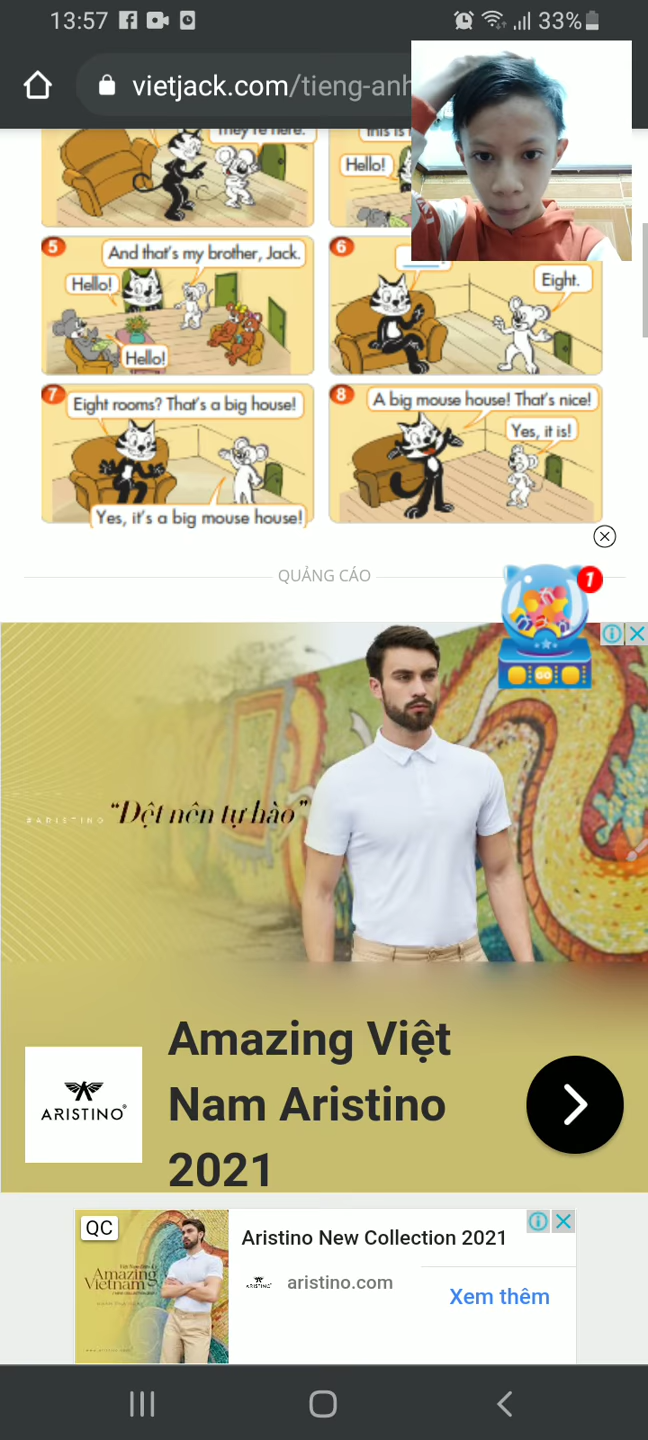 13:57
33%
vietjack.com/tieng-anh
They're here.
this is
Hello!
5
And that's my brother, Jack.
Hello!
Hello!
6
Eight.
7
Eight rooms? That's a big house!
Yes, it's a big mouse house!
8
A big mouse house! That's nice!
Yes, it is!
QUẢNG CÁO
1
GO
#ARISTINO
“Dệt nên tự hào”
ARISTINO
Amazing Việt
Nam Aristino
2021
QC
Amazing
Vietnam
Aristino New Collection 2021
aristino.com
Xem thêm